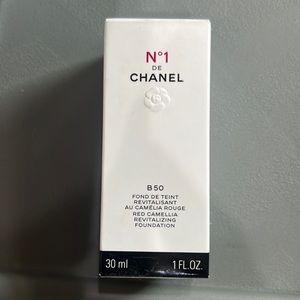 N°1
DE
CHANEL
B50
FOND DE TEINT
REVITALISANT
AU CAMÉLIA ROUGE
RED CAMELLIA
REVITALIZING
FOUNDATION
30 ml 1 FL.OZ.